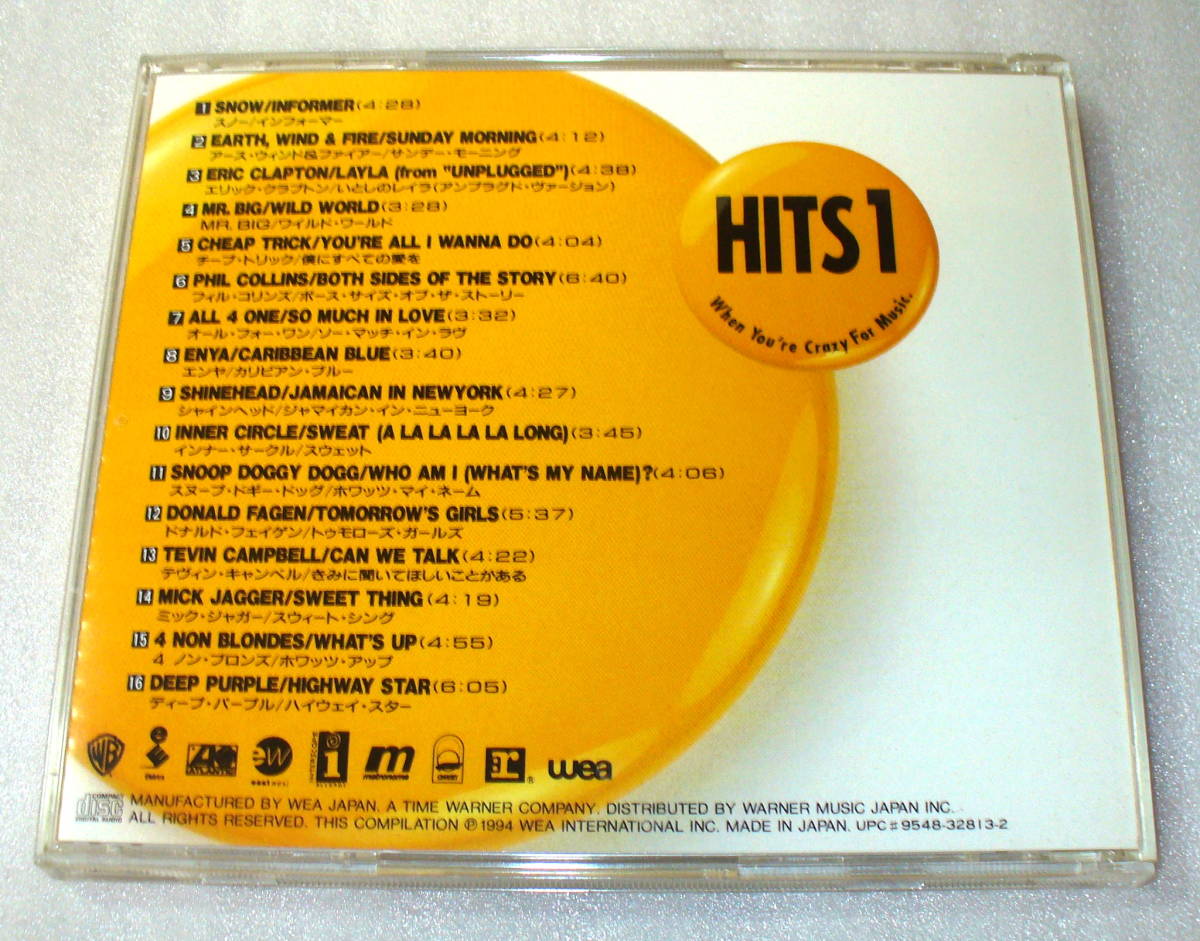 1 SNOW/INFORMER(4:28)
スノー/インフォーマー
2 EARTH, WIND & FIRE/SUNDAY MORNING(4:12)
アース・ウィンド&ファイアー/サンデー・モーニング
3 ERIC CLAPTON/LAYLA (from "UNPLUGGED")(4:38)
エリック・クラプトン/いとしのレイラ(アンプラグド・ヴァージョン)
4 MR. BIG/WILD WORLD(3:28)
MR. BIG/ワイルド・ワールド
5 CHEAP TRICK/YOU'RE ALL I WANNA DO(4:04)
チープ・トリック/僕にすべての愛を
6 PHIL COLLINS/BOTH SIDES OF THE STORY(6:40)
フィル・コリンズ/ボース・サイズ・オブ・ザ・ストーリー
7 ALL 4 ONE/SO MUCH IN LOVE(3:32)
オール・フォー・ワン/ソー・マッチ・イン・ラヴ
8 ENYA/CARIBBEAN BLUE(3:40)
エンヤ/カリビアン・ブルー
9 SHINEHEAD/JAMAICAN IN NEWYORK(4:27)
シャインヘッド/ジャマイカン・イン・ニューヨーク
10 INNER CIRCLE/SWEAT (A LA LA LA LA LONG)(3:45)
インナー・サークル/スウェット
11 SNOOP DOGGY DOGG/WHO AM I (WHAT'S MY NAME)?(4:06)
スヌープ・ドギー・ドッグ/ホワッツ・マイ・ネーム
12 DONALD FAGEN/TOMORROW'S GIRLS(5:37)
ドナルド・フェイゲン/トゥモローズ・ガールズ
13 TEVIN CAMPBELL/CAN WE TALK(4:22)
テヴィン・キャンベル/きみに聞いてほしいことがある
14 MICK JAGGER/SWEET THING(4:19)
ミック・ジャガー/スウィート・シング
15 4 NON BLONDES/WHAT'S UP(4:55)
4 ノン・ブロンズ/ホワッツ・アップ
16 DEEP PURPLE/HIGHWAY STAR(6:05)
ディープ・パープル/ハイウェイ・スター
HITS 1
When You're Crazy For Music.
WB
ATLANTIC
ew
eastwest
INTERSCOPE
i
m
metronome
r ®
wea
COMPACT
disc
DIGITAL AUDIO
MANUFACTURED BY WEA JAPAN. A TIME WARNER COMPANY. DISTRIBUTED BY WARNER MUSIC JAPAN INC.
ALL RIGHTS RESERVED. THIS COMPILATION ℗ 1994 WEA INTERNATIONAL INC. MADE IN JAPAN. UPC#9548-32813-2